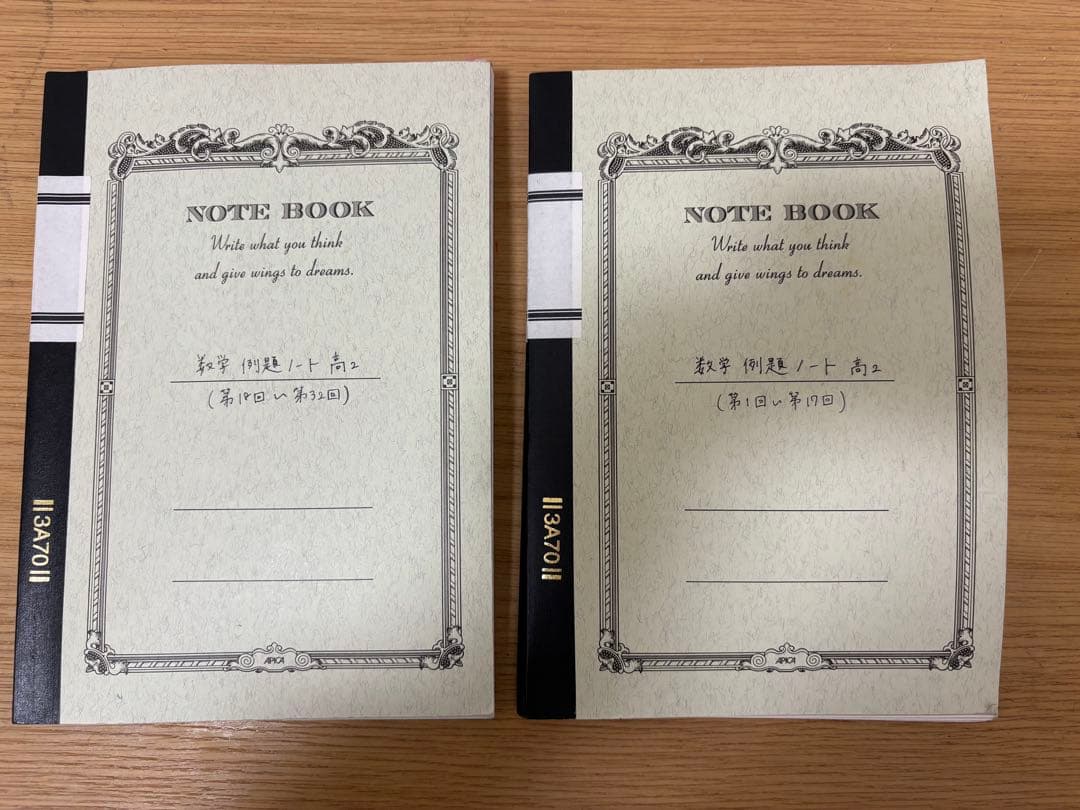 NOTE BOOK
Write what you think
and give wings to dreams.
数学 例題ノート 高2
(第18回〜第32回)
3A70
APICA
NOTE BOOK
Write what you think
and give wings to dreams.
数学 例題ノート 高2
(第1回〜第17回)
3A70
APICA